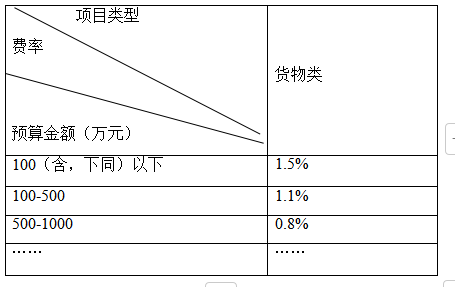 项目类型
费率
货物类
预算金额（万元）
100（含，下同）以下 1.5%
100-500 1.1%
500-1000 0.8%
…… ……